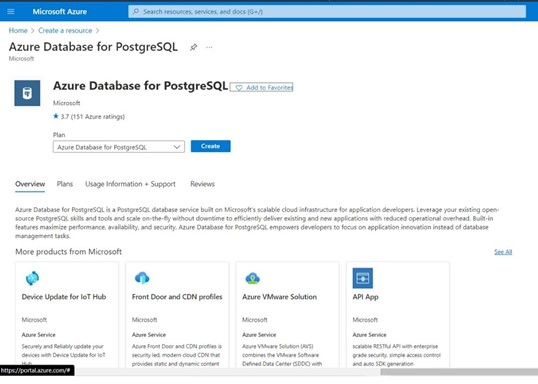 Microsoft Azure
Search resources, services, and docs (G+/)
Home > Create a resource >
Azure Database for PostgreSQL
Microsoft
Azure Database for PostgreSQL
Add to Favorites
Microsoft
★ 3.7 (151 Azure ratings)
Plan
Azure Database for PostgreSQL
Create
Overview Plans Usage Information + Support Reviews
Azure Database for PostgreSQL is a PostgreSQL database service built on Microsoft's scalable cloud infrastructure for application developers. Leverage your existing open-
source PostgreSQL skills and tools and scale on-the-fly without downtime to efficiently deliver existing and new applications with reduced operational overhead. Built-in
features maximize performance, availability, and security. Azure Database for PostgreSQL empowers developers to focus on application innovation instead of database
management tasks.
More products from Microsoft
See All
Device Update for IoT Hub
Microsoft
Azure Service
Securely and Reliably update your
devices with Device Update for IoT
Front Door and CDN profiles
Microsoft
Azure Service
Azure Front Door and CDN profiles is
security led, modern cloud CDN that
provides static and dynamic content
Azure VMware Solution
Microsoft
Azure Service
Azure VMware Solution (AVS)
combines the VMware Software
Defined Data Center (SDDC) with
API App
Microsoft
Azure Service
scalable RESTful API with enterprise
grade security, simple access control
and auto SDK generation
https://portal.azure.com/#